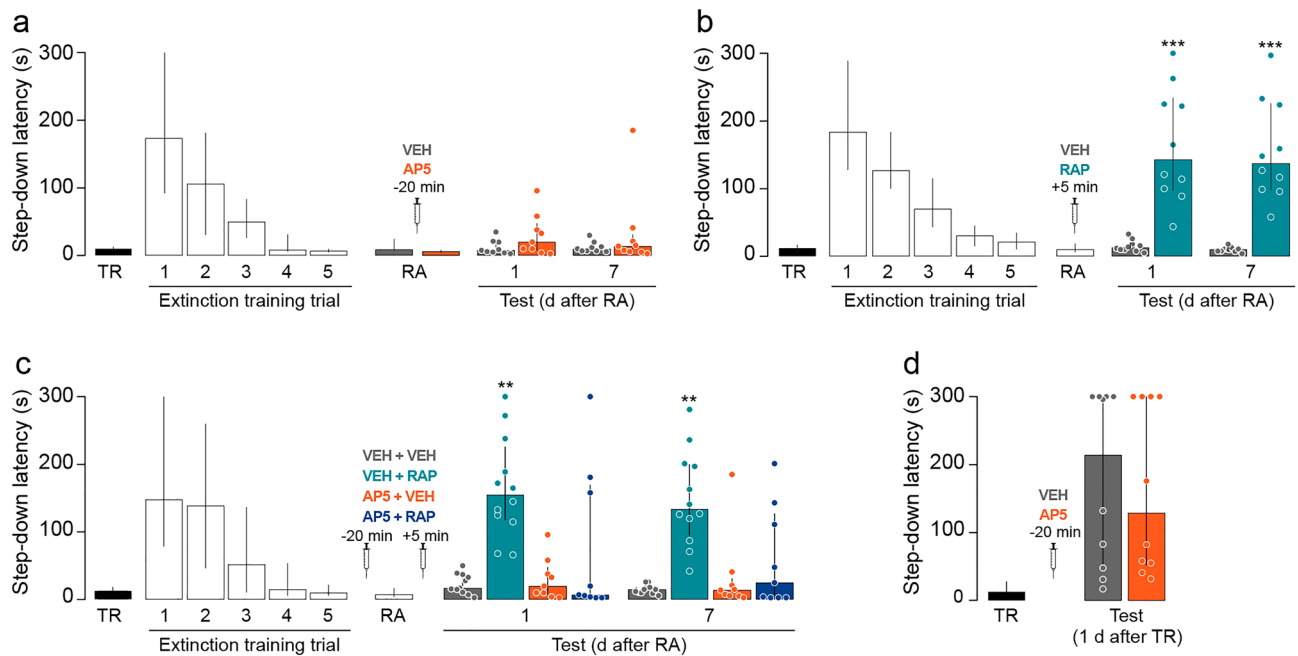 a
Step-down latency (s)
300
200
100
0
VEH
AP5
-20 min
TR
1 2 3 4 5
RA
1 7
Extinction training trial
Test (d after RA)
b
Step-down latency (s)
300
200
100
0
*** ***
VEH
RAP
+5 min
TR
1 2 3 4 5
RA
1 7
Extinction training trial
Test (d after RA)
c
Step-down latency (s)
300
200
100
0
** **
VEH + VEH
VEH + RAP
AP5 + VEH
AP5 + RAP
-20 min +5 min
TR
1 2 3 4 5
RA
1 7
Extinction training trial
Test (d after RA)
d
Step-down latency (s)
300
200
100
0
VEH
AP5
-20 min
TR
Test
(1 d after TR)